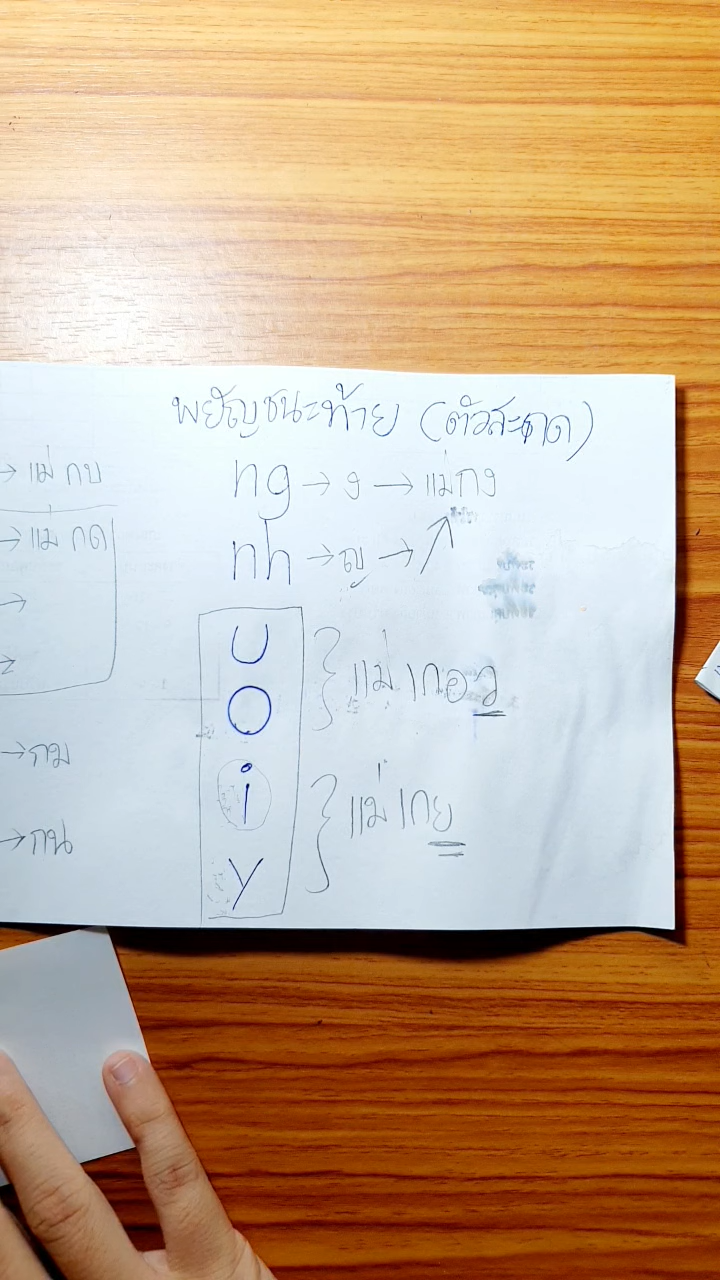 พยัญชนะท้าย (ตัวสะกด)
→ แม่ กบ
ng → ง → แม่กง
→ แม่ กด
nh → ญ → ↗
→
u
o
} แม่ เกอว
→ กม
i
y
} แม่ เกย
→ กน